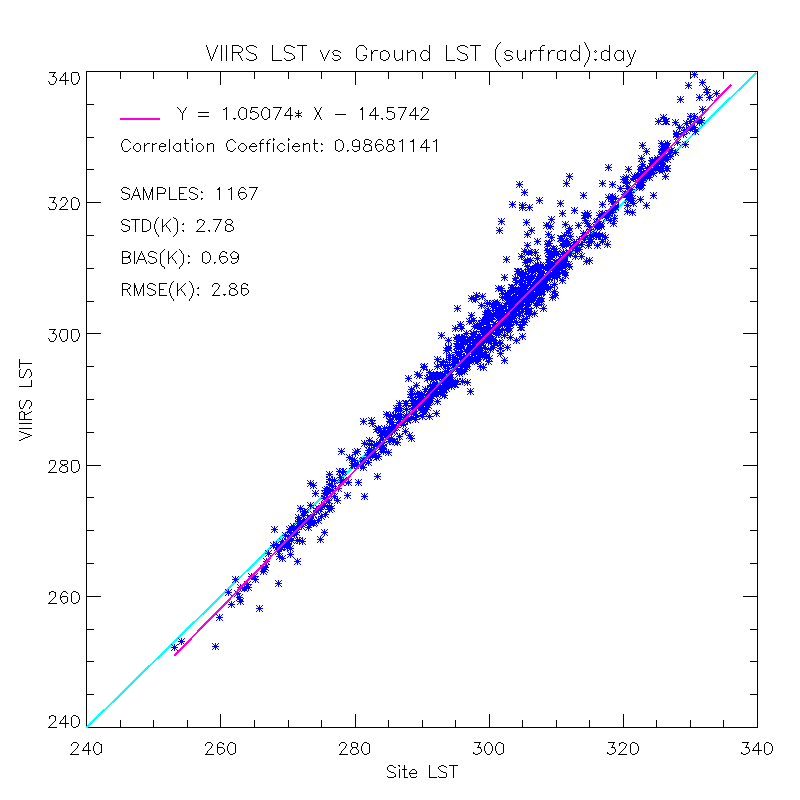 VIIRS LST vs Ground LST (surfrad):day
Y = 1.05074* X − 14.5742
Correlation Coefficient: 0.98681141
SAMPLES: 1167
STD(K): 2.78
BIAS(K): 0.69
RMSE(K): 2.86
340
320
300
280
260
240
VIIRS LST
240 260 280 300 320 340
Site LST